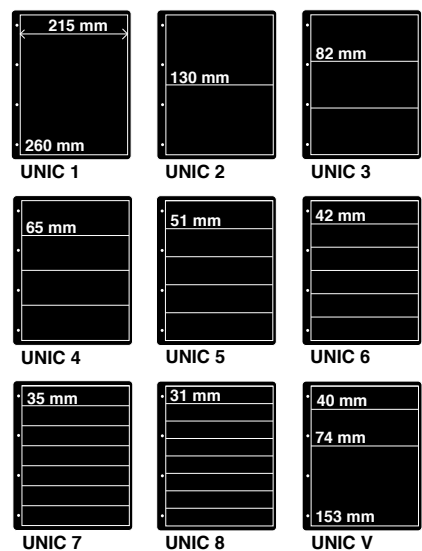 215 mm
260 mm
UNIC 1
130 mm
UNIC 2
82 mm
UNIC 3
65 mm
UNIC 4
51 mm
UNIC 5
42 mm
UNIC 6
35 mm
UNIC 7
31 mm
UNIC 8
40 mm
74 mm
153 mm
UNIC V